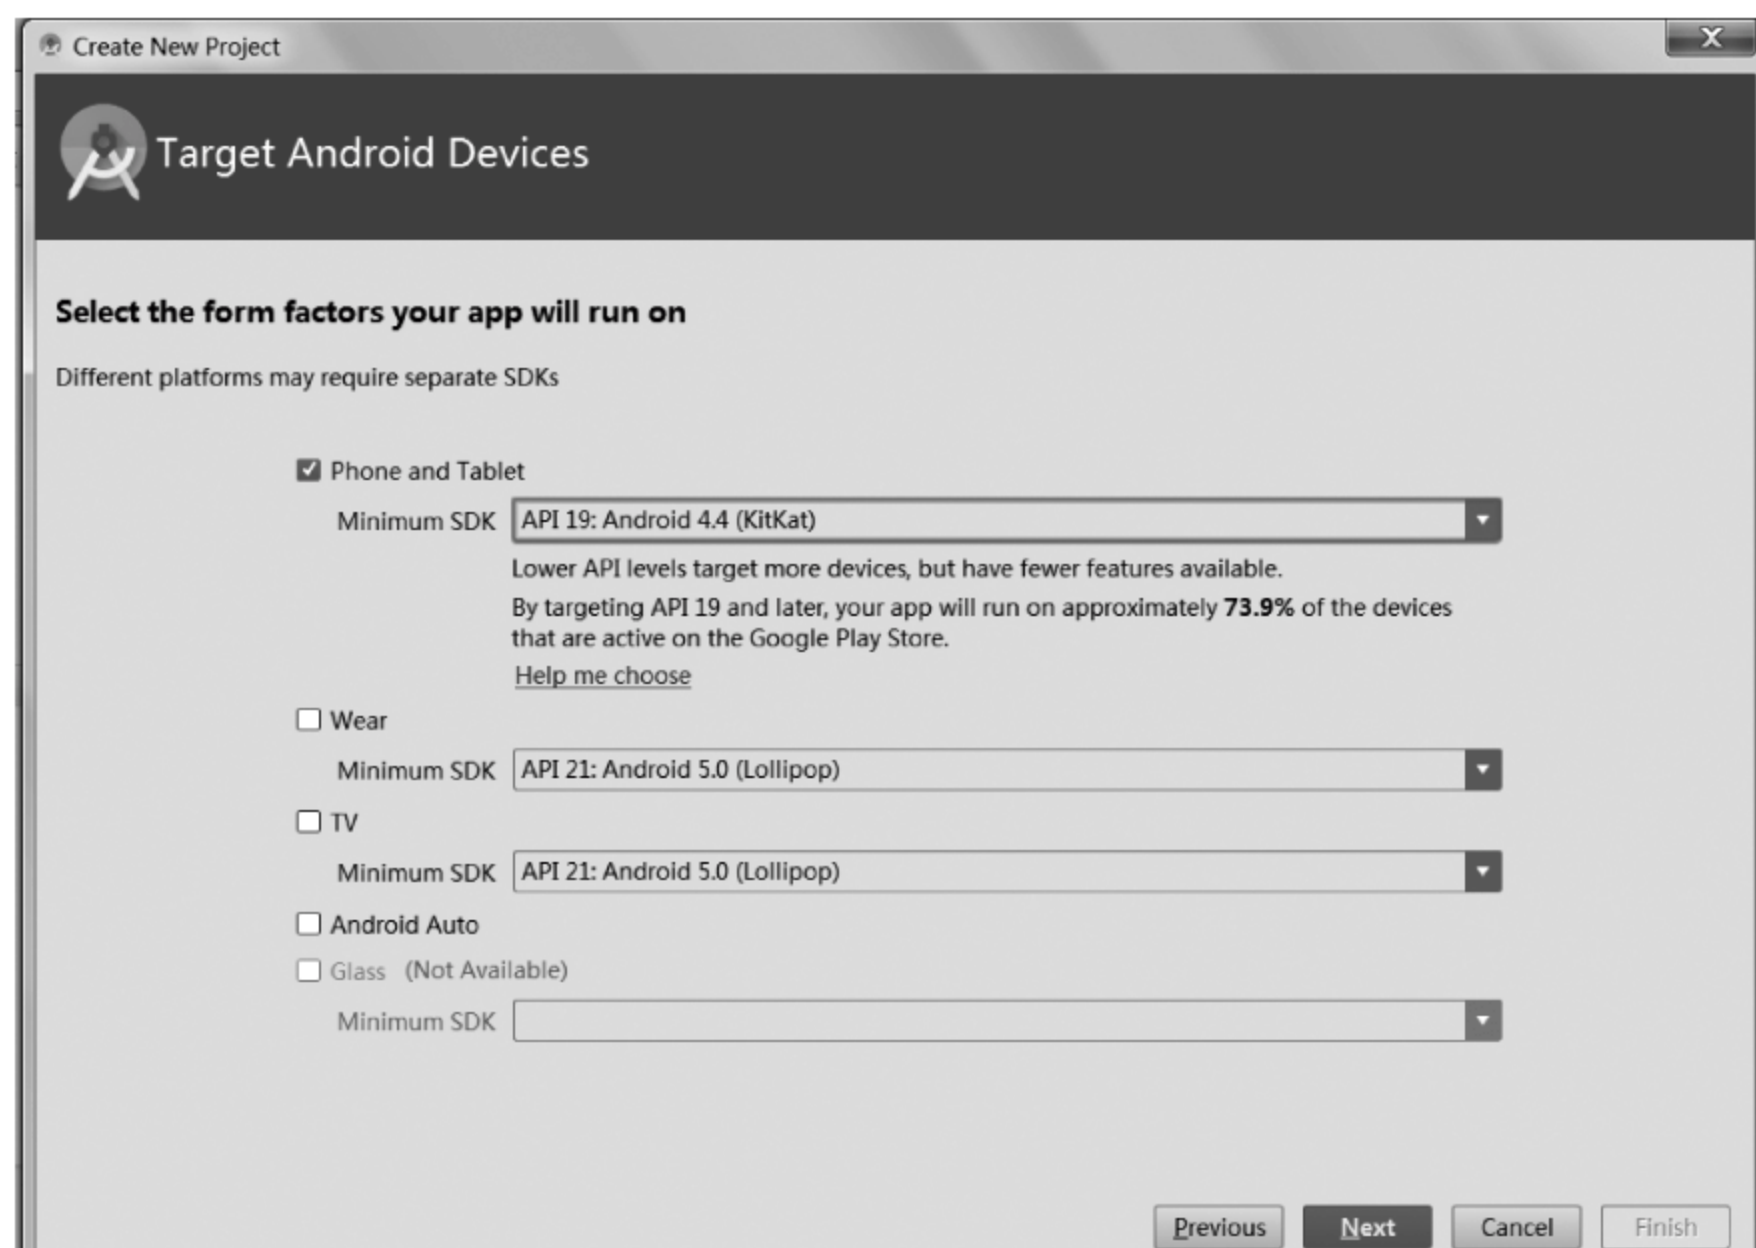 Create New Project
Target Android Devices
Select the form factors your app will run on
Different platforms may require separate SDKs
Phone and Tablet
Minimum SDK API 19: Android 4.4 (KitKat)
Lower API levels target more devices, but have fewer features available.
By targeting API 19 and later, your app will run on approximately 73.9% of the devices
that are active on the Google Play Store.
Help me choose
Wear
Minimum SDK API 21: Android 5.0 (Lollipop)
TV
Minimum SDK API 21: Android 5.0 (Lollipop)
Android Auto
Glass (Not Available)
Minimum SDK
Previous Next Cancel Finish